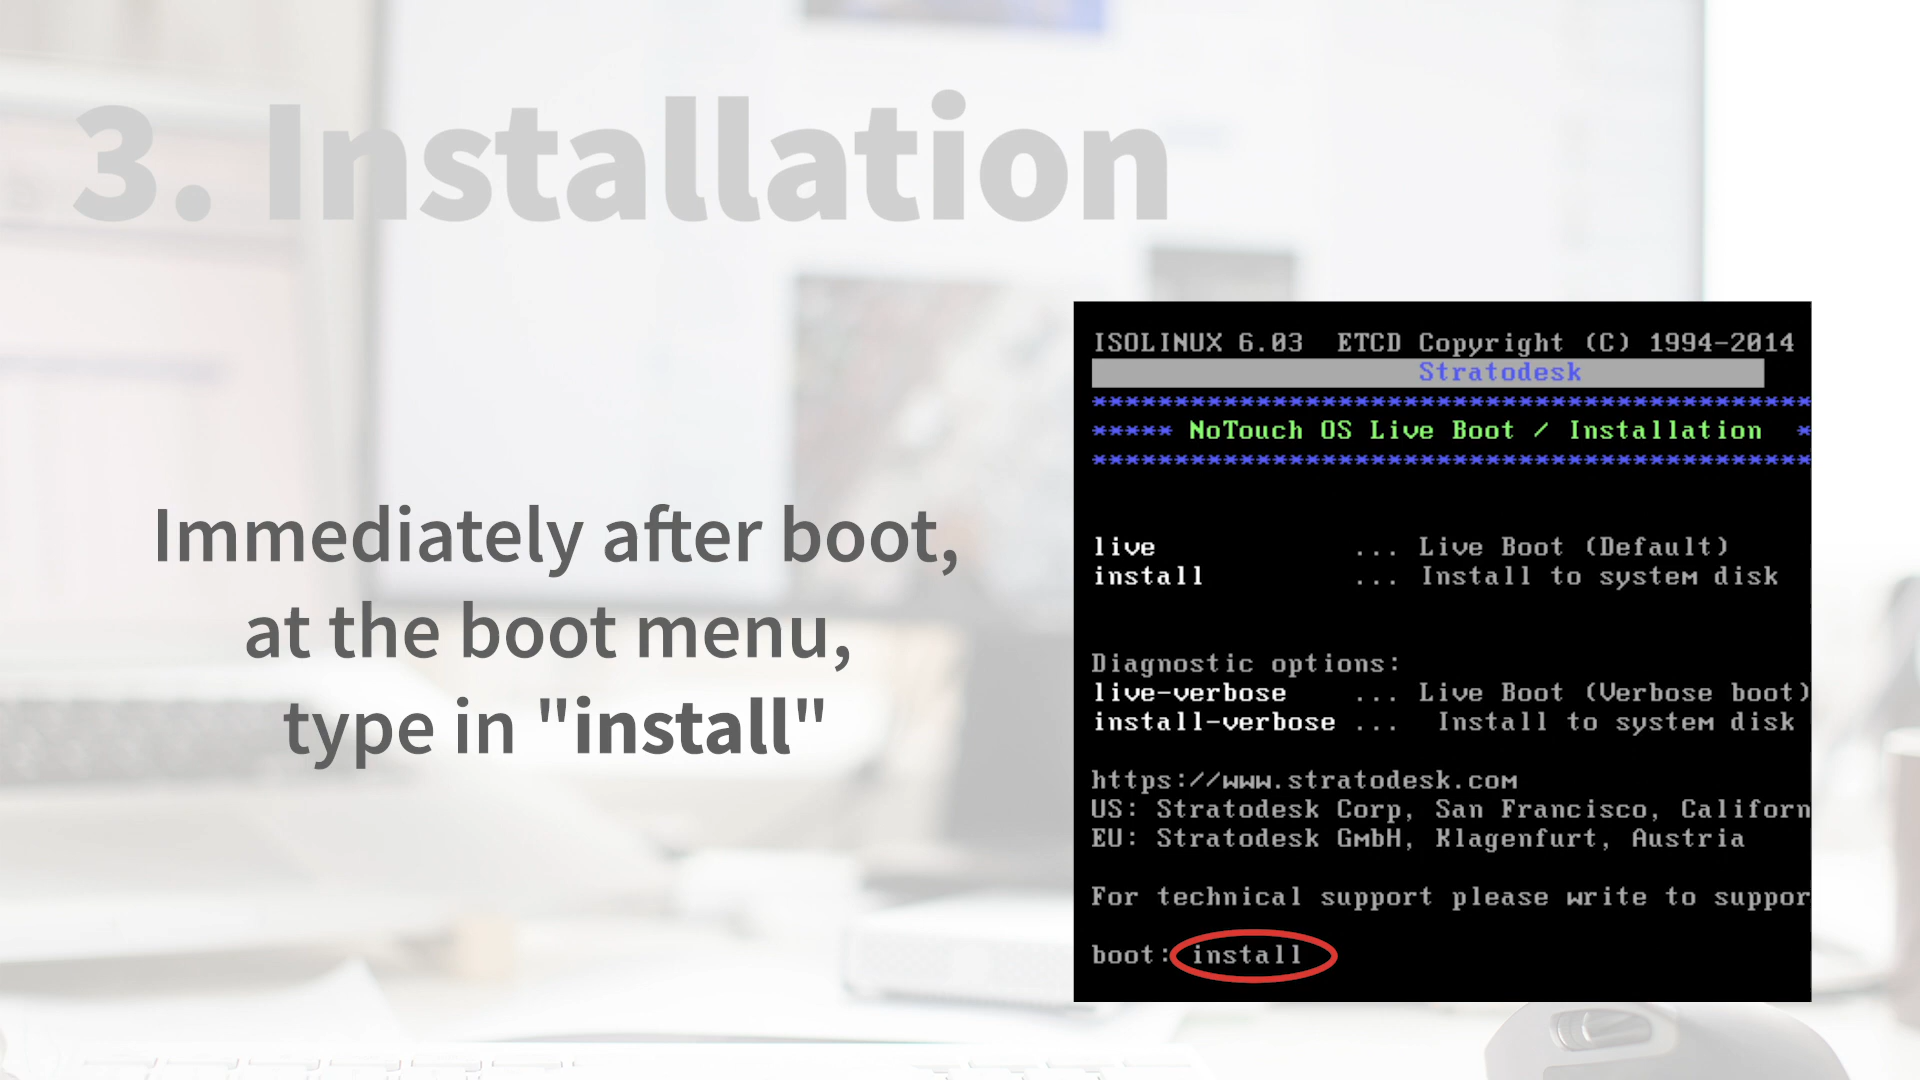 3. Installation
Immediately after boot,
at the boot menu,
type in "install"
ISOLINUX 6.03  ETCD Copyright (C) 1994-2014
Stratodesk
********************************************
***** NoTouch OS Live Boot / Installation  *
********************************************
live            ... Live Boot (Default)
install         ... Install to system disk
Diagnostic options:
live-verbose    ... Live Boot (Verbose boot)
install-verbose ...  Install to system disk
https://www.stratodesk.com
US: Stratodesk Corp, San Francisco, Californ
EU: Stratodesk GmbH, Klagenfurt, Austria
For technical support please write to suppor
boot: install